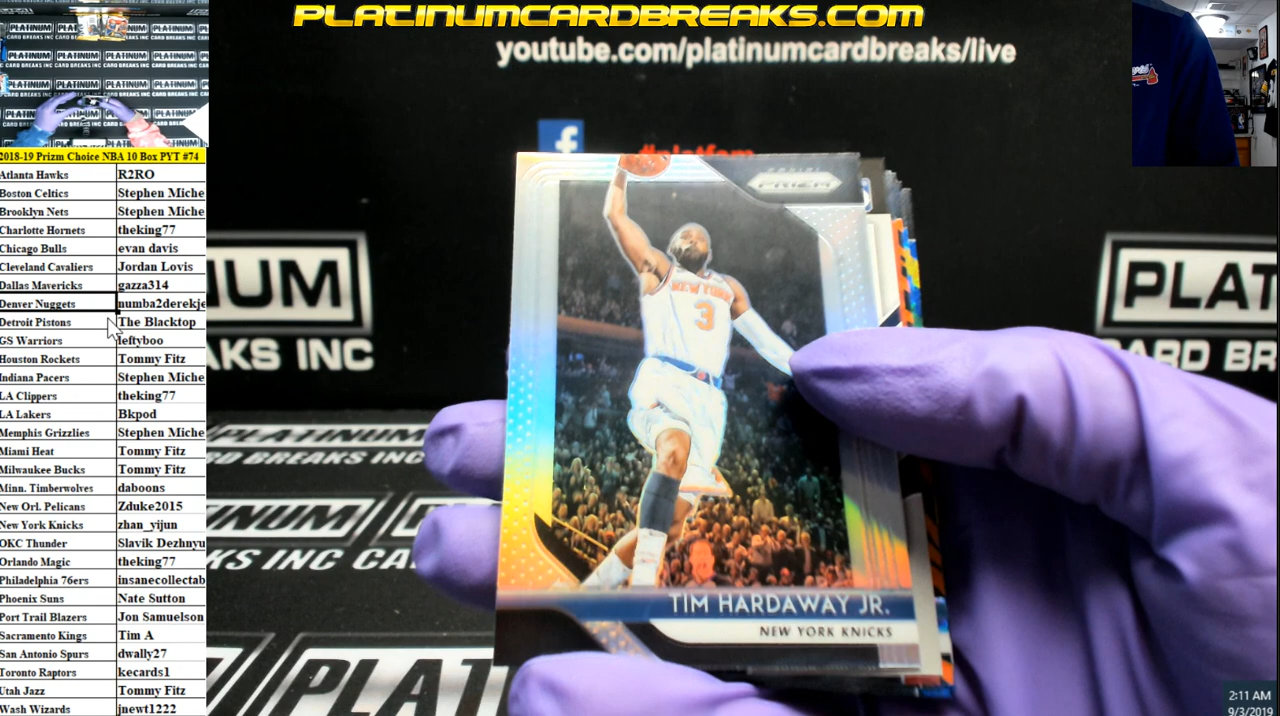 PLATINUMCARDBREAKS.COM
youtube.com/platinumcardbreaks/live
2018-19 Prizm Choice NBA 10 Box PYT #74
Atlanta Hawks R2RO
Boston Celtics Stephen Miche
Brooklyn Nets Stephen Miche
Charlotte Hornets theking77
Chicago Bulls evan davis
Cleveland Cavaliers Jordan Lovis
Dallas Mavericks gazza314
Denver Nuggets numba2derekje
Detroit Pistons The Blacktop
GS Warriors leftyboo
Houston Rockets Tommy Fitz
Indiana Pacers Stephen Miche
LA Clippers theking77
LA Lakers Bkpod
Memphis Grizzlies Stephen Miche
Miami Heat Tommy Fitz
Milwaukee Bucks Tommy Fitz
Minn. Timberwolves daboons
New Orl. Pelicans Zduke2015
New York Knicks zhan_yijun
OKC Thunder Slavik Dezhnyu
Orlando Magic theking77
Philadelphia 76ers insanecollectab
Phoenix Suns Nate Sutton
Port Trail Blazers Jon Samuelson
Sacramento Kings Tim A
San Antonio Spurs dwally27
Toronto Raptors kecards1
Utah Jazz Tommy Fitz
Wash Wizards jnewt1222
PANINI
PRIZM
NEW YORK
3
TIM HARDAWAY JR.
NEW YORK KNICKS
NUM
AKS INC
PLAT
CARD BR
PLATINUM
BREAKS INC
2:11 AM
9/3/2019